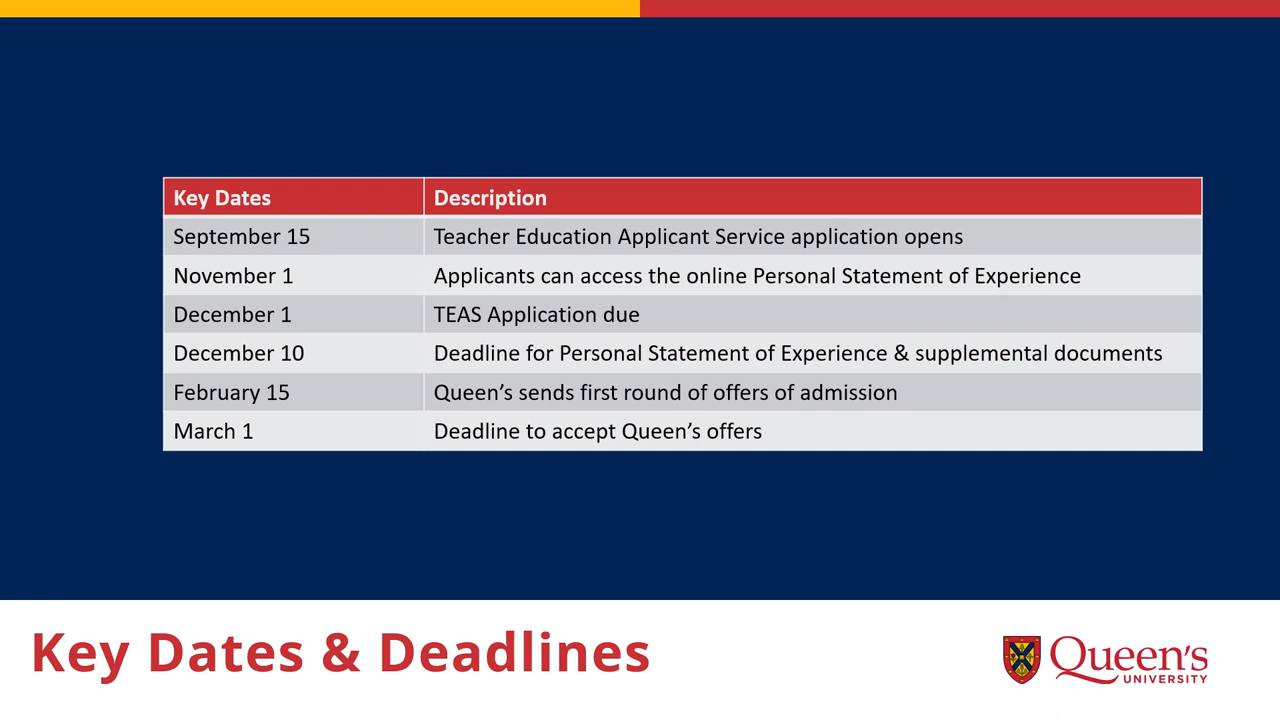 Key Dates Description
September 15 Teacher Education Applicant Service application opens
November 1 Applicants can access the online Personal Statement of Experience
December 1 TEAS Application due
December 10 Deadline for Personal Statement of Experience & supplemental documents
February 15 Queen’s sends first round of offers of admission
March 1 Deadline to accept Queen’s offers
Key Dates & Deadlines
Queen's
UNIVERSITY